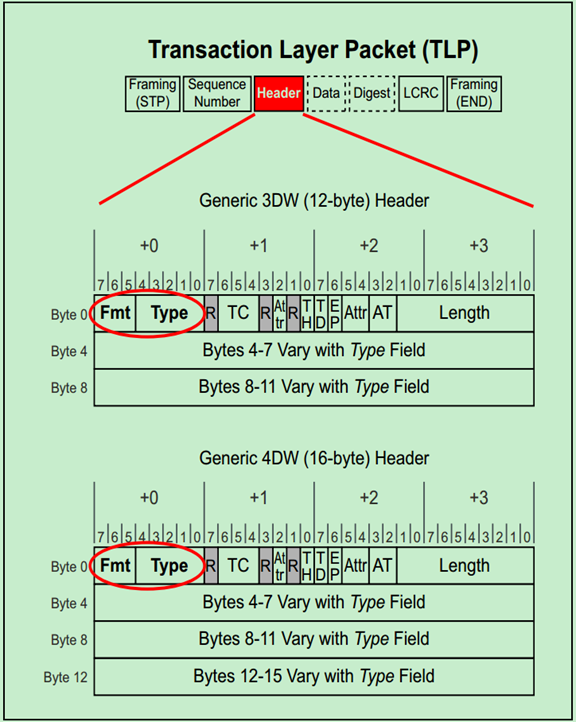 Transaction Layer Packet (TLP)
Framing (STP) Sequence Number Header Data Digest LCRC Framing (END)
Generic 3DW (12-byte) Header
+0 +1 +2 +3
7 6 5 4 3 2 1 0 7 6 5 4 3 2 1 0 7 6 5 4 3 2 1 0 7 6 5 4 3 2 1 0
Byte 0 Fmt Type R TC R Attr R TH TD EP Attr AT Length
Byte 4 Bytes 4-7 Vary with Type Field
Byte 8 Bytes 8-11 Vary with Type Field
Generic 4DW (16-byte) Header
+0 +1 +2 +3
7 6 5 4 3 2 1 0 7 6 5 4 3 2 1 0 7 6 5 4 3 2 1 0 7 6 5 4 3 2 1 0
Byte 0 Fmt Type R TC R Attr R TH TD EP Attr AT Length
Byte 4 Bytes 4-7 Vary with Type Field
Byte 8 Bytes 8-11 Vary with Type Field
Byte 12 Bytes 12-15 Vary with Type Field